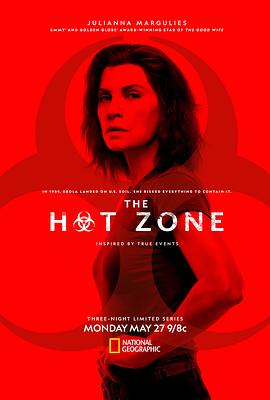 JULIANNA MARGULIES
EMMY® AND GOLDEN GLOBE® AWARD-WINNING STAR OF THE GOOD WIFE
IN 1989, EBOLA LANDED ON U.S. SOIL. SHE RISKED EVERYTHING TO CONTAIN IT.
THE
HOT ZONE
INSPIRED BY TRUE EVENTS
THREE-NIGHT LIMITED SERIES
MONDAY MAY 27 9/8c
NATIONAL
GEOGRAPHIC